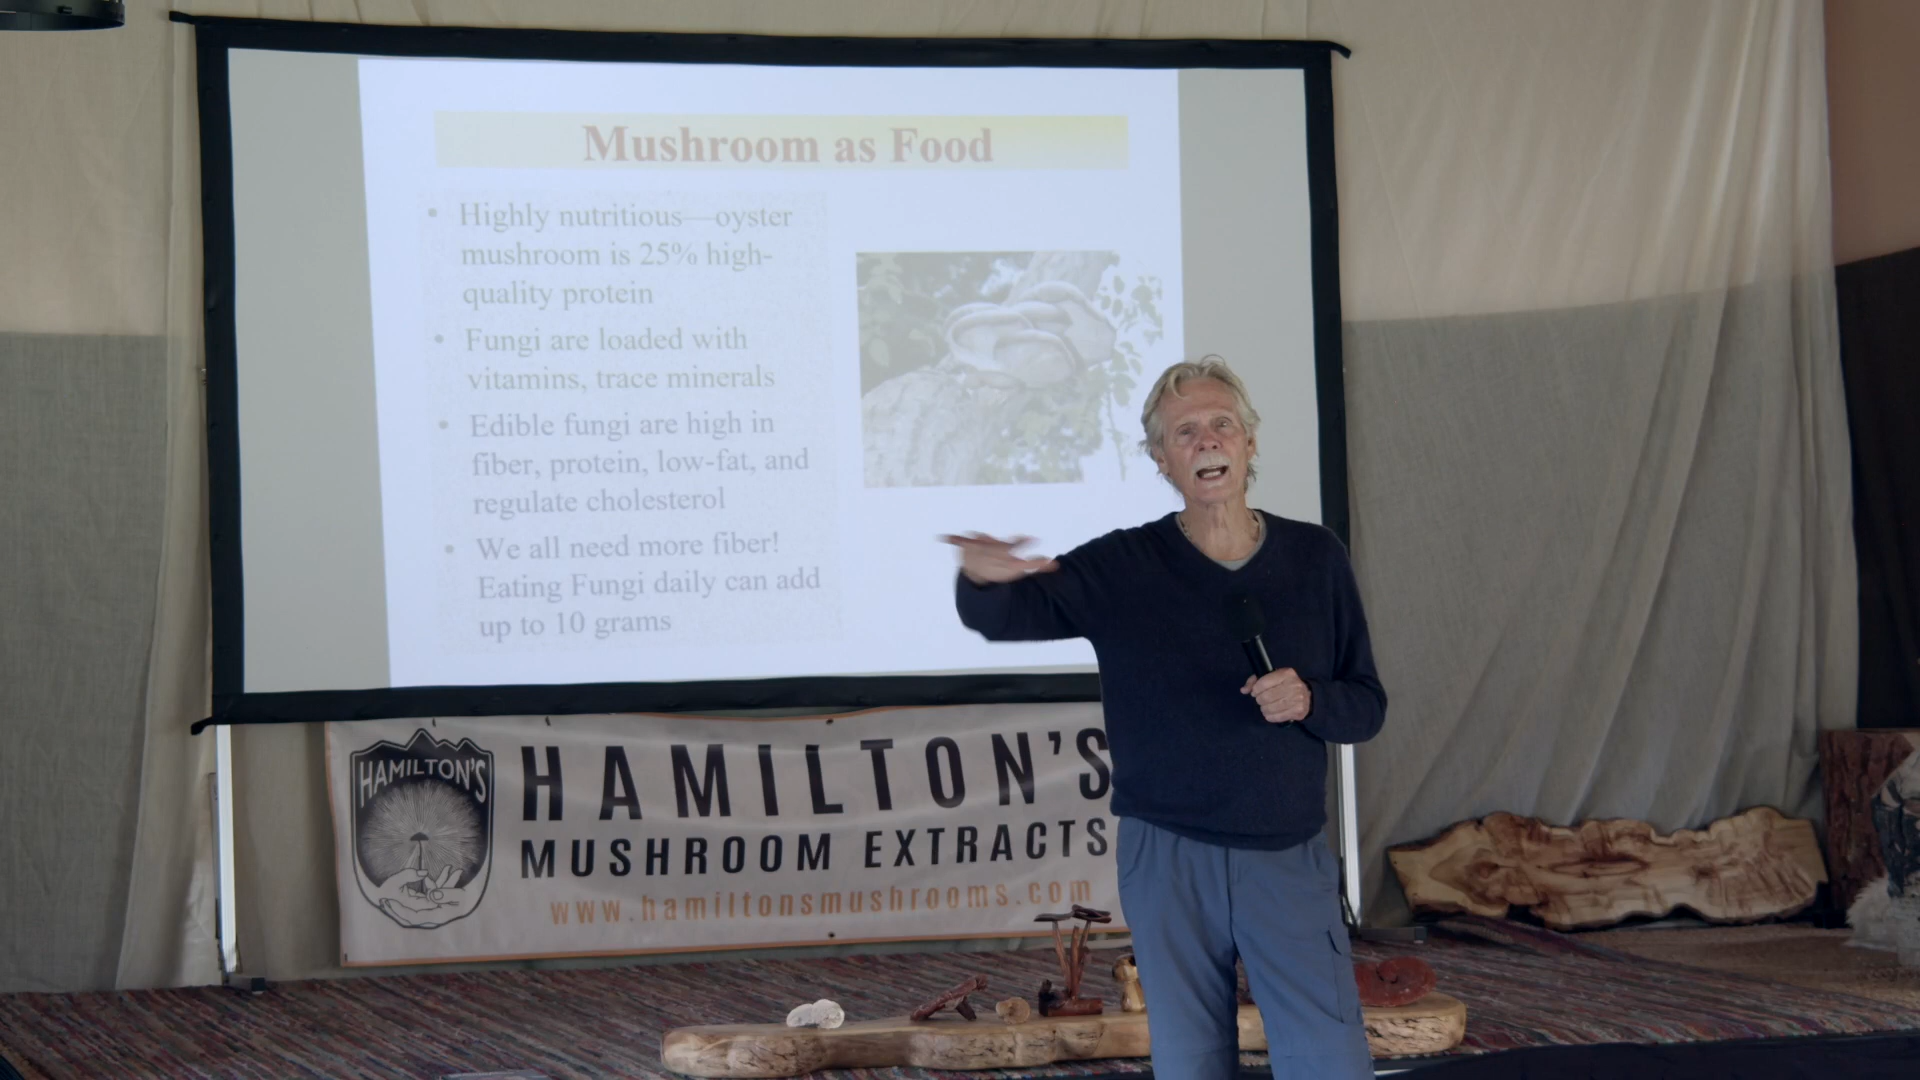 Mushroom as Food
• Highly nutritious—oyster
mushroom is 25% high-
quality protein
• Fungi are loaded with
vitamins, trace minerals
• Edible fungi are high in
fiber, protein, low-fat, and
regulate cholesterol
• We all need more fiber!
Eating Fungi daily can add
up to 10 grams
HAMILTON'S
HAMILTON'S
MUSHROOM EXTRACTS
www.hamiltonsmushrooms.com